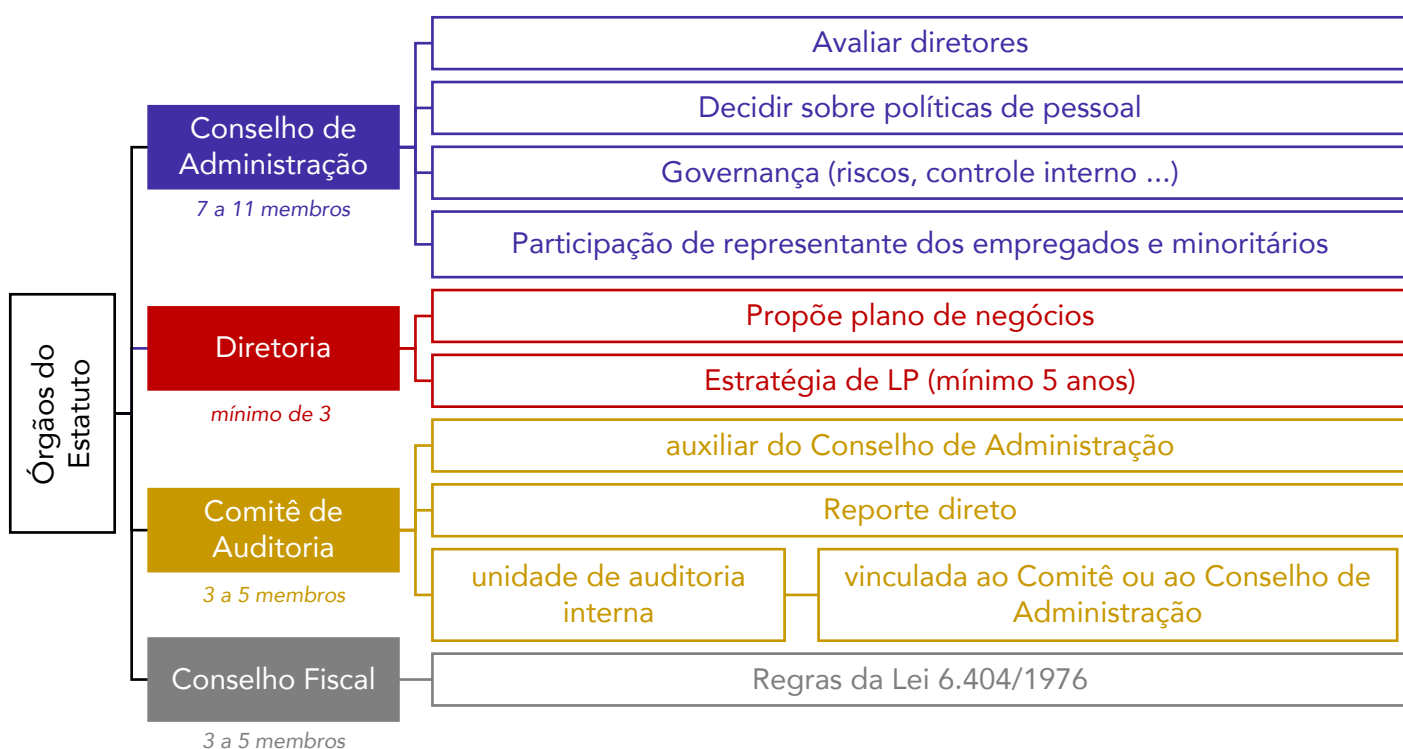 Órgãos do
Estatuto
Conselho de
Administração
7 a 11 membros
Avaliar diretores
Decidir sobre políticas de pessoal
Governança (riscos, controle interno ...)
Participação de representante dos empregados e minoritários
Diretoria
mínimo de 3
Propõe plano de negócios
Estratégia de LP (mínimo 5 anos)
Comitê de
Auditoria
3 a 5 membros
auxiliar do Conselho de Administração
Reporte direto
unidade de auditoria
interna
vinculada ao Comitê ou ao Conselho de
Administração
Conselho Fiscal
3 a 5 membros
Regras da Lei 6.404/1976